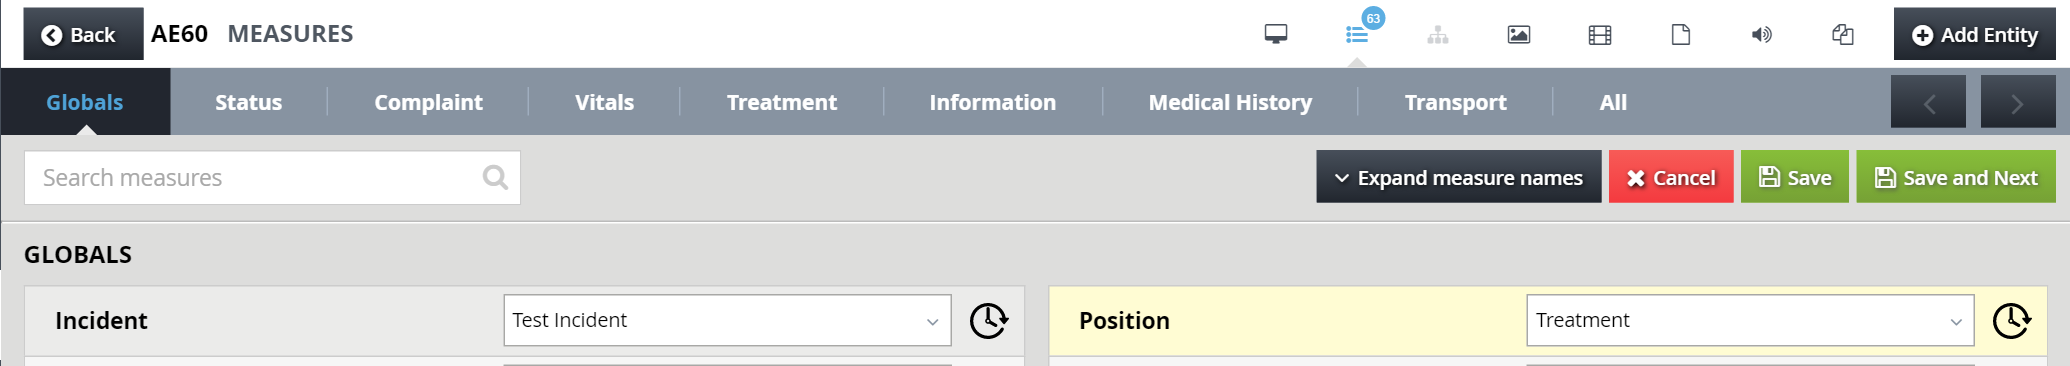 Back AE60 MEASURES 63 Add Entity
Globals Status Complaint Vitals Treatment Information Medical History Transport All
Search measures Expand measure names Cancel Save Save and Next
GLOBALS
Incident Test Incident Position Treatment